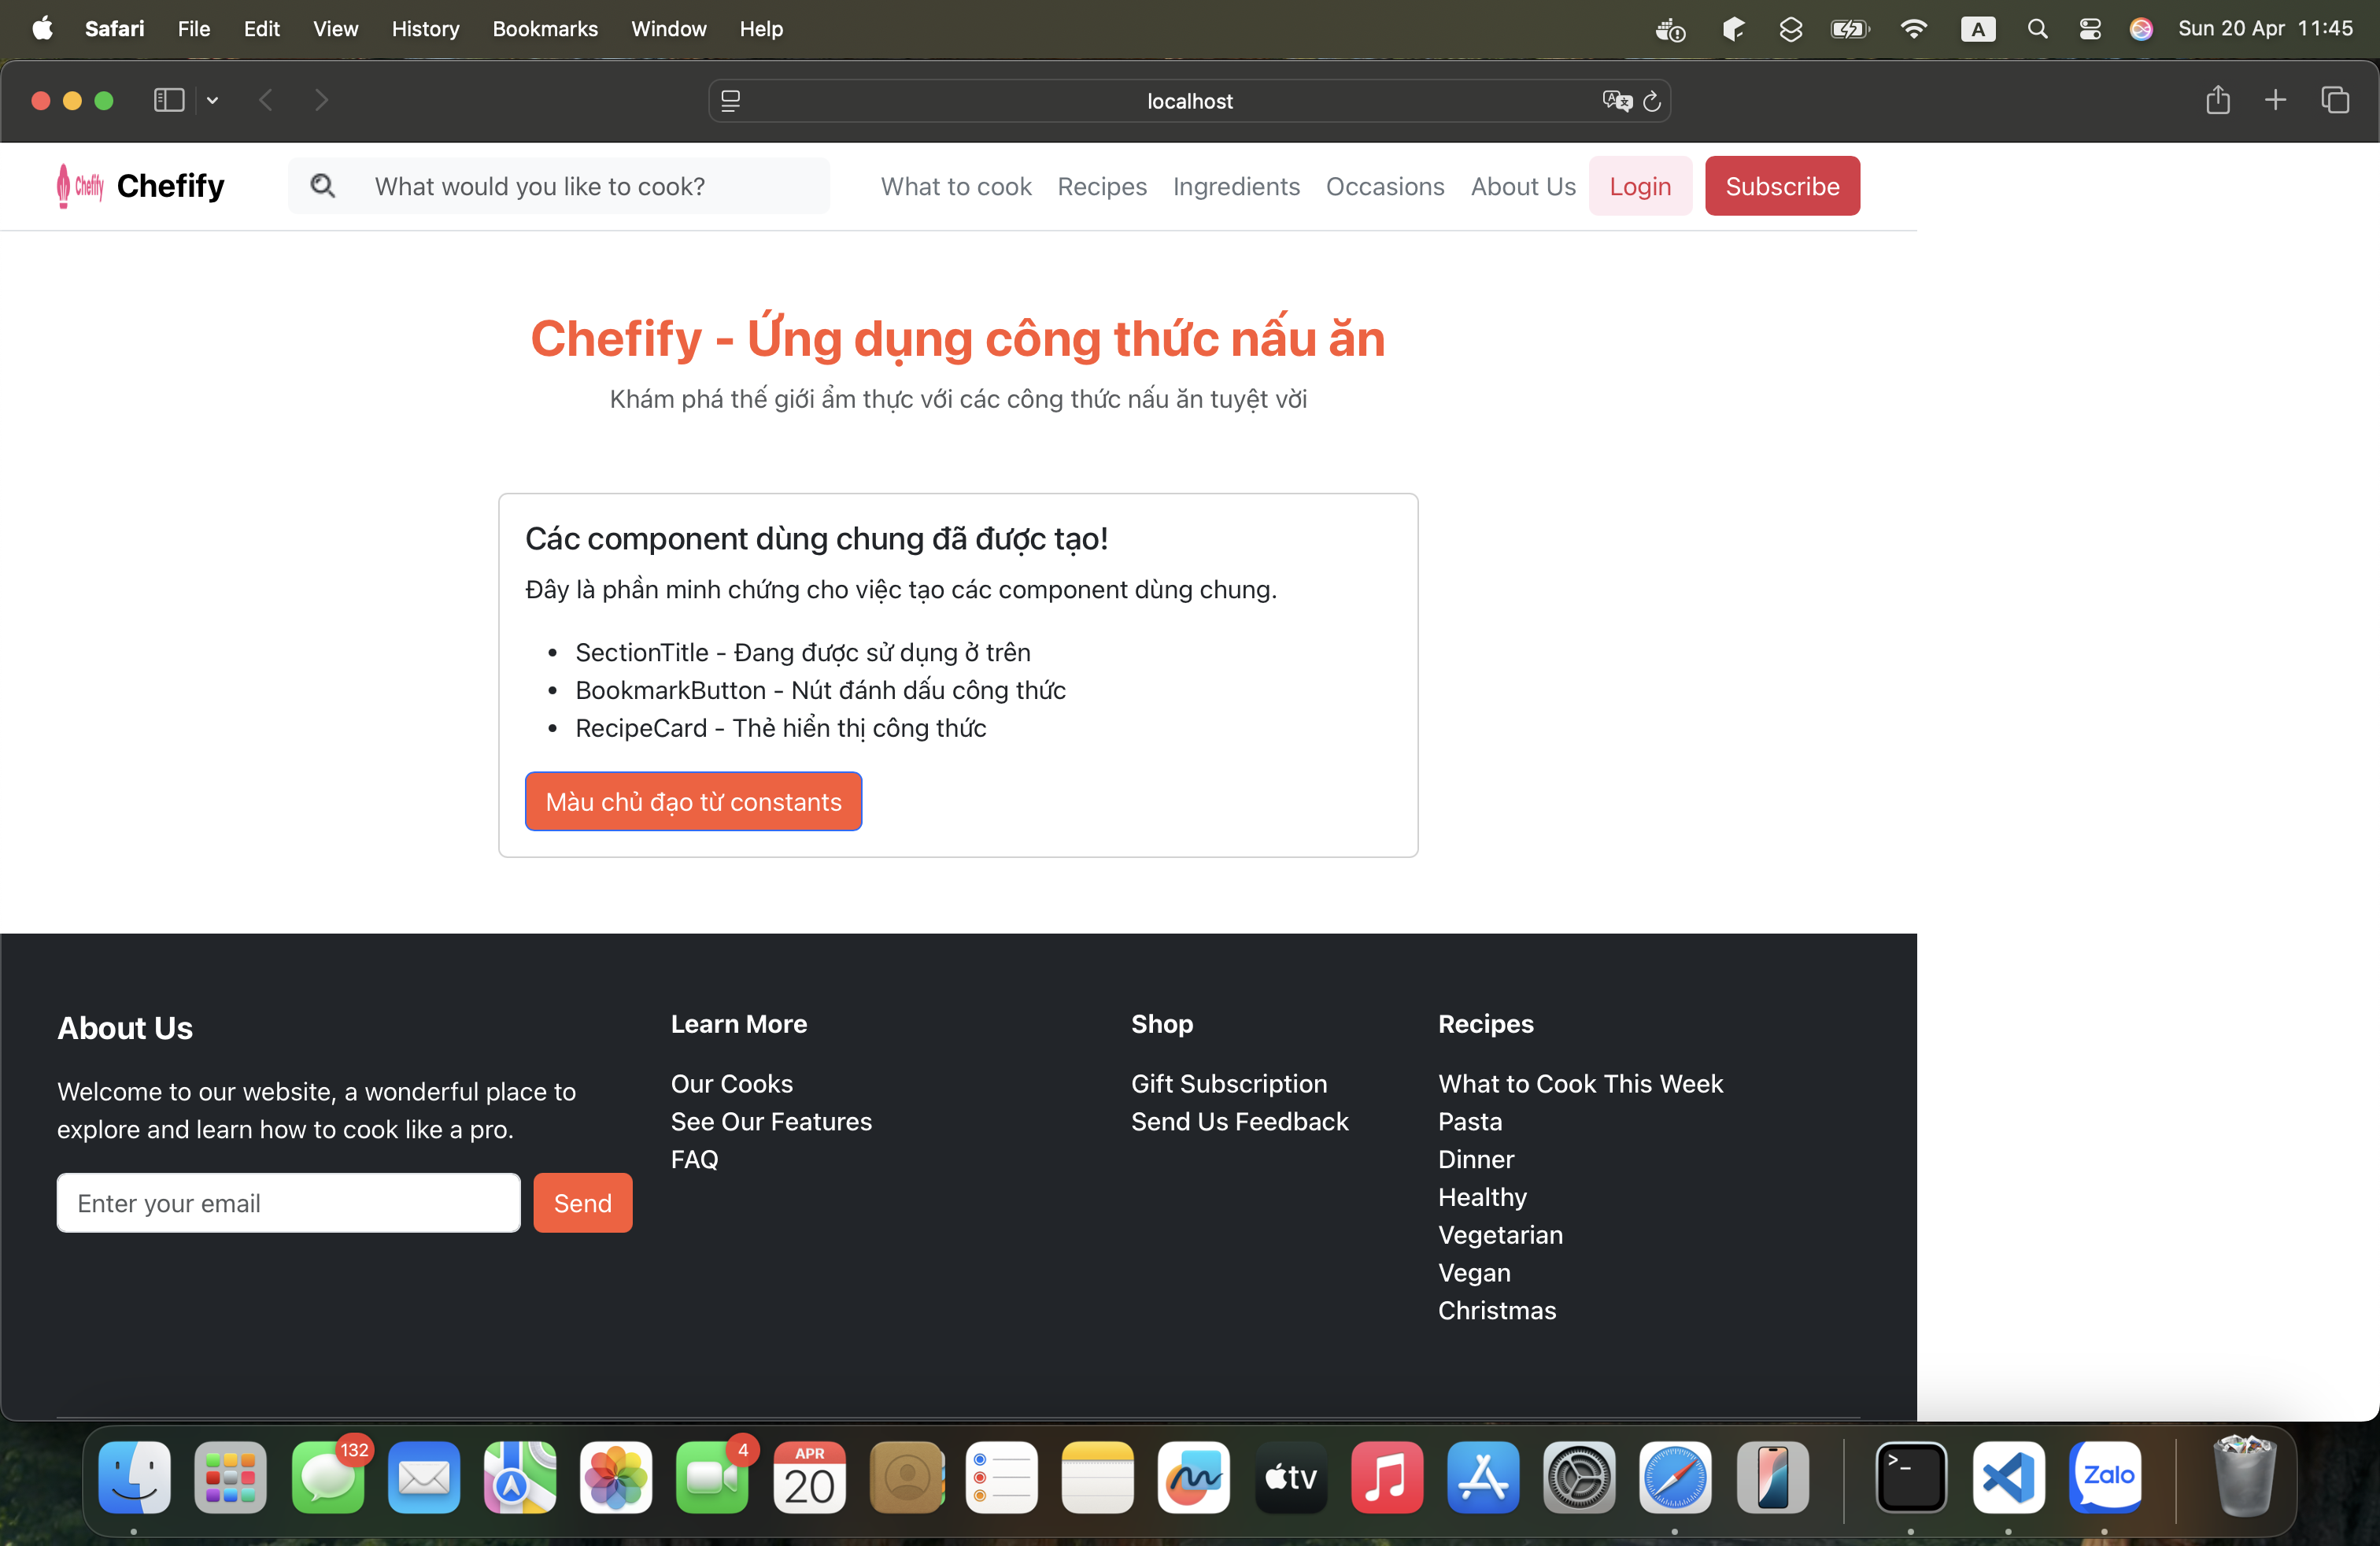 Safari File Edit View History Bookmarks Window Help A Sun 20 Apr 11:45
localhost
Chefify Chefify What would you like to cook? What to cook Recipes Ingredients Occasions About Us Login Subscribe
Chefify - Ứng dụng công thức nấu ăn
Khám phá thế giới ẩm thực với các công thức nấu ăn tuyệt vời
Các component dùng chung đã được tạo!
Đây là phần minh chứng cho việc tạo các component dùng chung.
• SectionTitle - Đang được sử dụng ở trên
• BookmarkButton - Nút đánh dấu công thức
• RecipeCard - Thẻ hiển thị công thức
Màu chủ đạo từ constants
About Us
Welcome to our website, a wonderful place to
explore and learn how to cook like a pro.
Enter your email Send
Learn More
Our Cooks
See Our Features
FAQ
Shop
Gift Subscription
Send Us Feedback
Recipes
What to Cook This Week
Pasta
Dinner
Healthy
Vegetarian
Vegan
Christmas
132
4
APR
20
tv
>_
Zalo